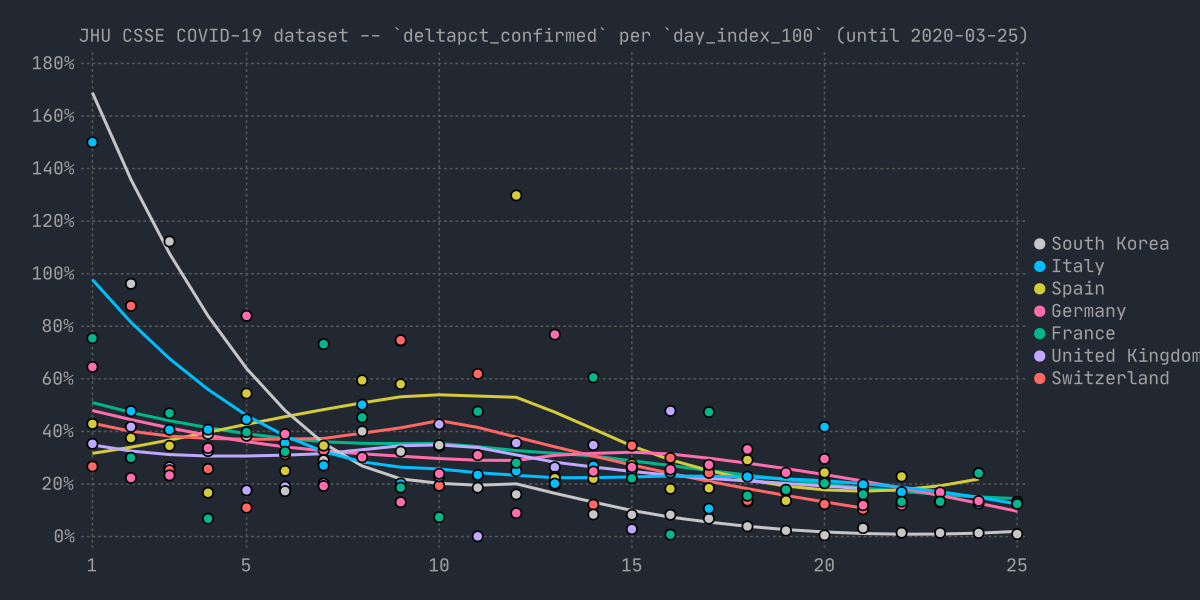 JHU CSSE COVID-19 dataset -- `deltapct_confirmed` per `day_index_100` (until 2020-03-25)
180%
160%
140%
120%
100%
80%
60%
40%
20%
0%
1 5 10 15 20 25
South Korea
Italy
Spain
Germany
France
United Kingdom
Switzerland